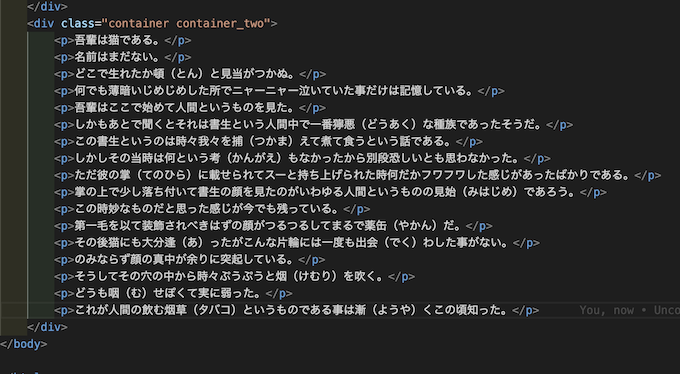 </div>
<div class="container container_two">
<p>吾輩は猫である。</p>
<p>名前はまだない。</p>
<p>どこで生れたか頓（とん）と見当がつかぬ。</p>
<p>何でも薄暗いじめじめした所でニャーニャー泣いていた事だけは記憶している。</p>
<p>吾輩はここで始めて人間というものを見た。</p>
<p>しかもあとで聞くとそれは書生という人間中で一番獰悪（どうあく）な種族であったそうだ。</p>
<p>この書生というのは時々我々を捕（つかま）えて煮て食うという話である。</p>
<p>しかしその当時は何という考（かんがえ）もなかったから別段恐しいとも思わなかった。</p>
<p>ただ彼の掌（てのひら）に載せられてスーと持ち上げられた時何だかフワフワした感じがあったばかりである。</p>
<p>掌の上で少し落ち付いて書生の顔を見たのがいわゆる人間というものの見始（みはじめ）であろう。</p>
<p>この時妙なものだと思った感じが今でも残っている。</p>
<p>第一毛を以て装飾されべきはずの顔がつるつるしてまるで薬缶（やかん）だ。</p>
<p>その後猫にも大分逢（あ）ったがこんな片輪には一度も出会（でく）わした事がない。</p>
<p>のみならず顔の真中が余りに突起している。</p>
<p>そうしてその穴の中から時々ぷうぷうと烟（けむり）を吹く。</p>
<p>どうも咽（む）せぽくて実に弱った。</p>
<p>これが人間の飲む烟草（タバコ）というものである事は漸（ようや）くこの頃知った。</p> You, now • Unco
</div>
</body>